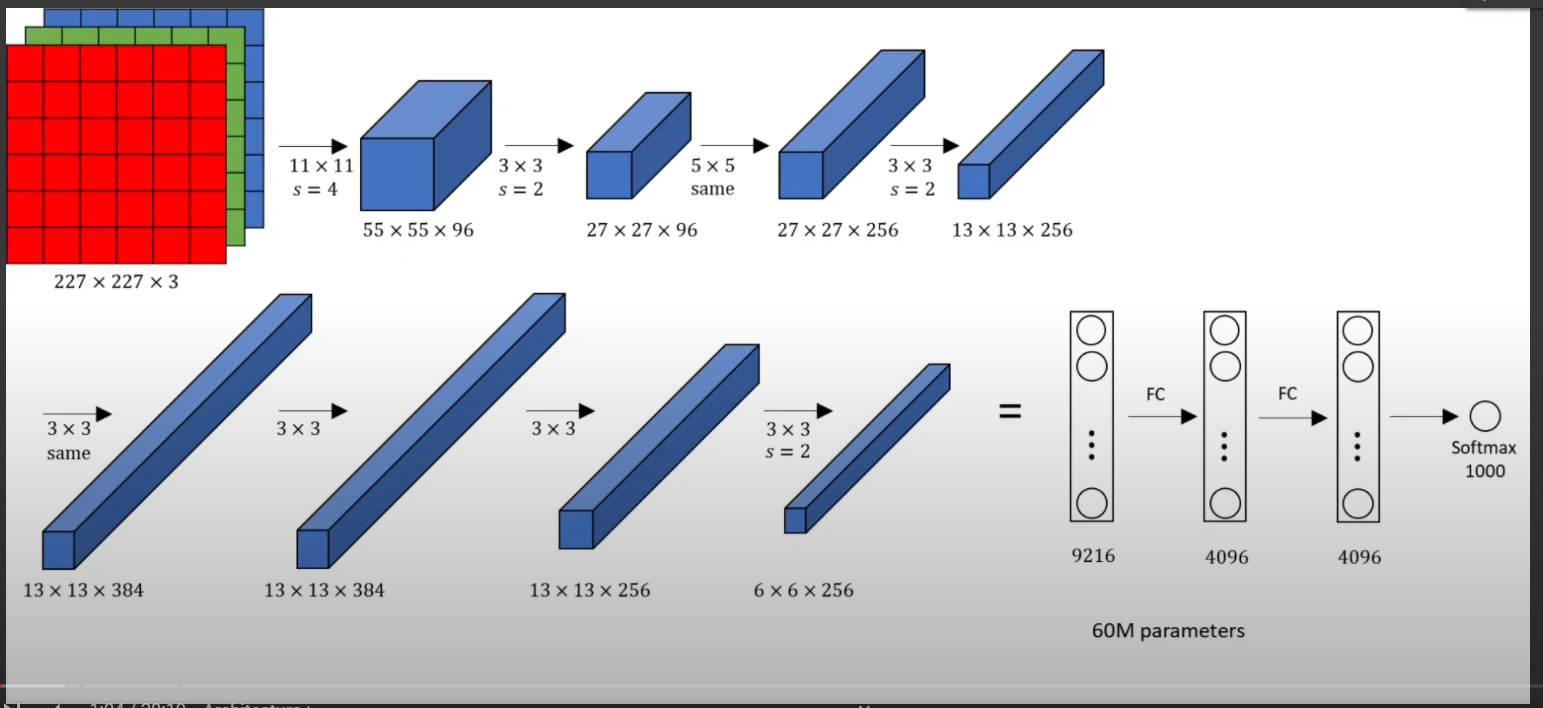 11 × 11
s = 4
3 × 3
s = 2
5 × 5
same
3 × 3
s = 2
227 × 227 × 3
55 × 55 × 96
27 × 27 × 96
27 × 27 × 256
13 × 13 × 256
3 × 3
same
3 × 3
3 × 3
3 × 3
s = 2
=
FC
FC
Softmax
1000
13 × 13 × 384
13 × 13 × 384
13 × 13 × 256
6 × 6 × 256
9216
4096
4096
60M parameters